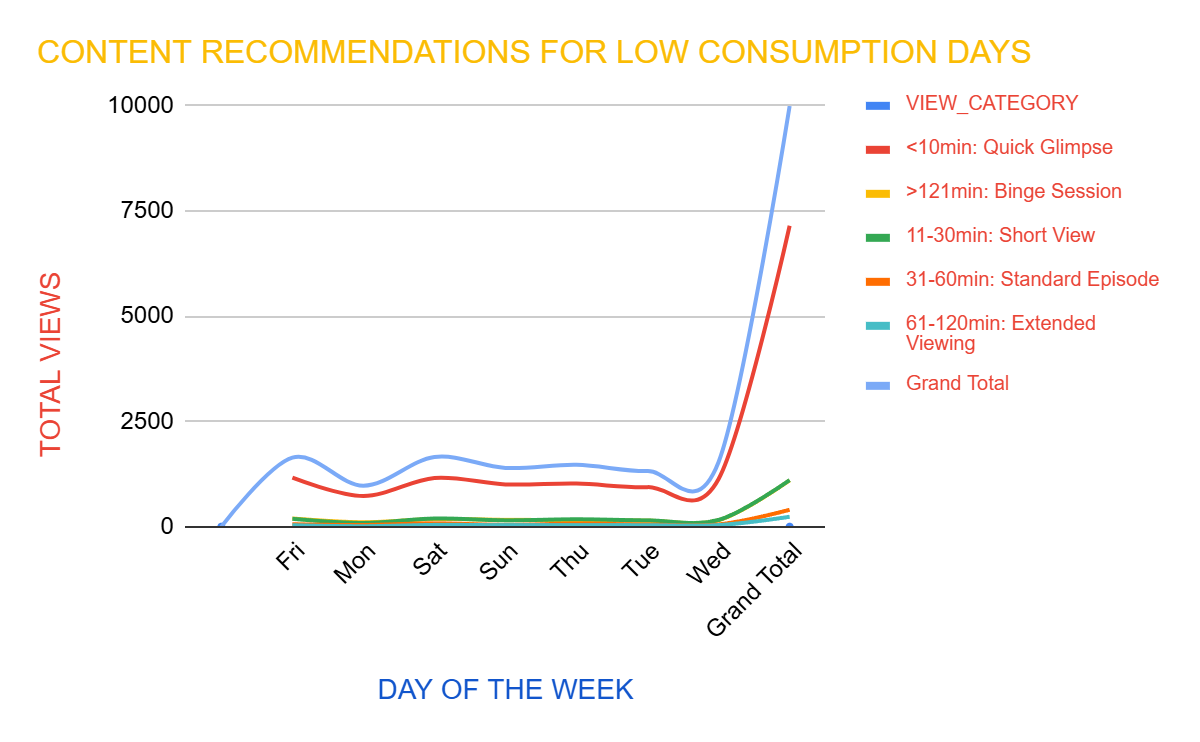 CONTENT RECOMMENDATIONS FOR LOW CONSUMPTION DAYS
TOTAL VIEWS
10000
7500
5000
2500
0
Fri
Mon
Sat
Sun
Thu
Tue
Wed
Grand Total
DAY OF THE WEEK
VIEW_CATEGORY
<10min: Quick Glimpse
>121min: Binge Session
11-30min: Short View
31-60min: Standard Episode
61-120min: Extended
Viewing
Grand Total